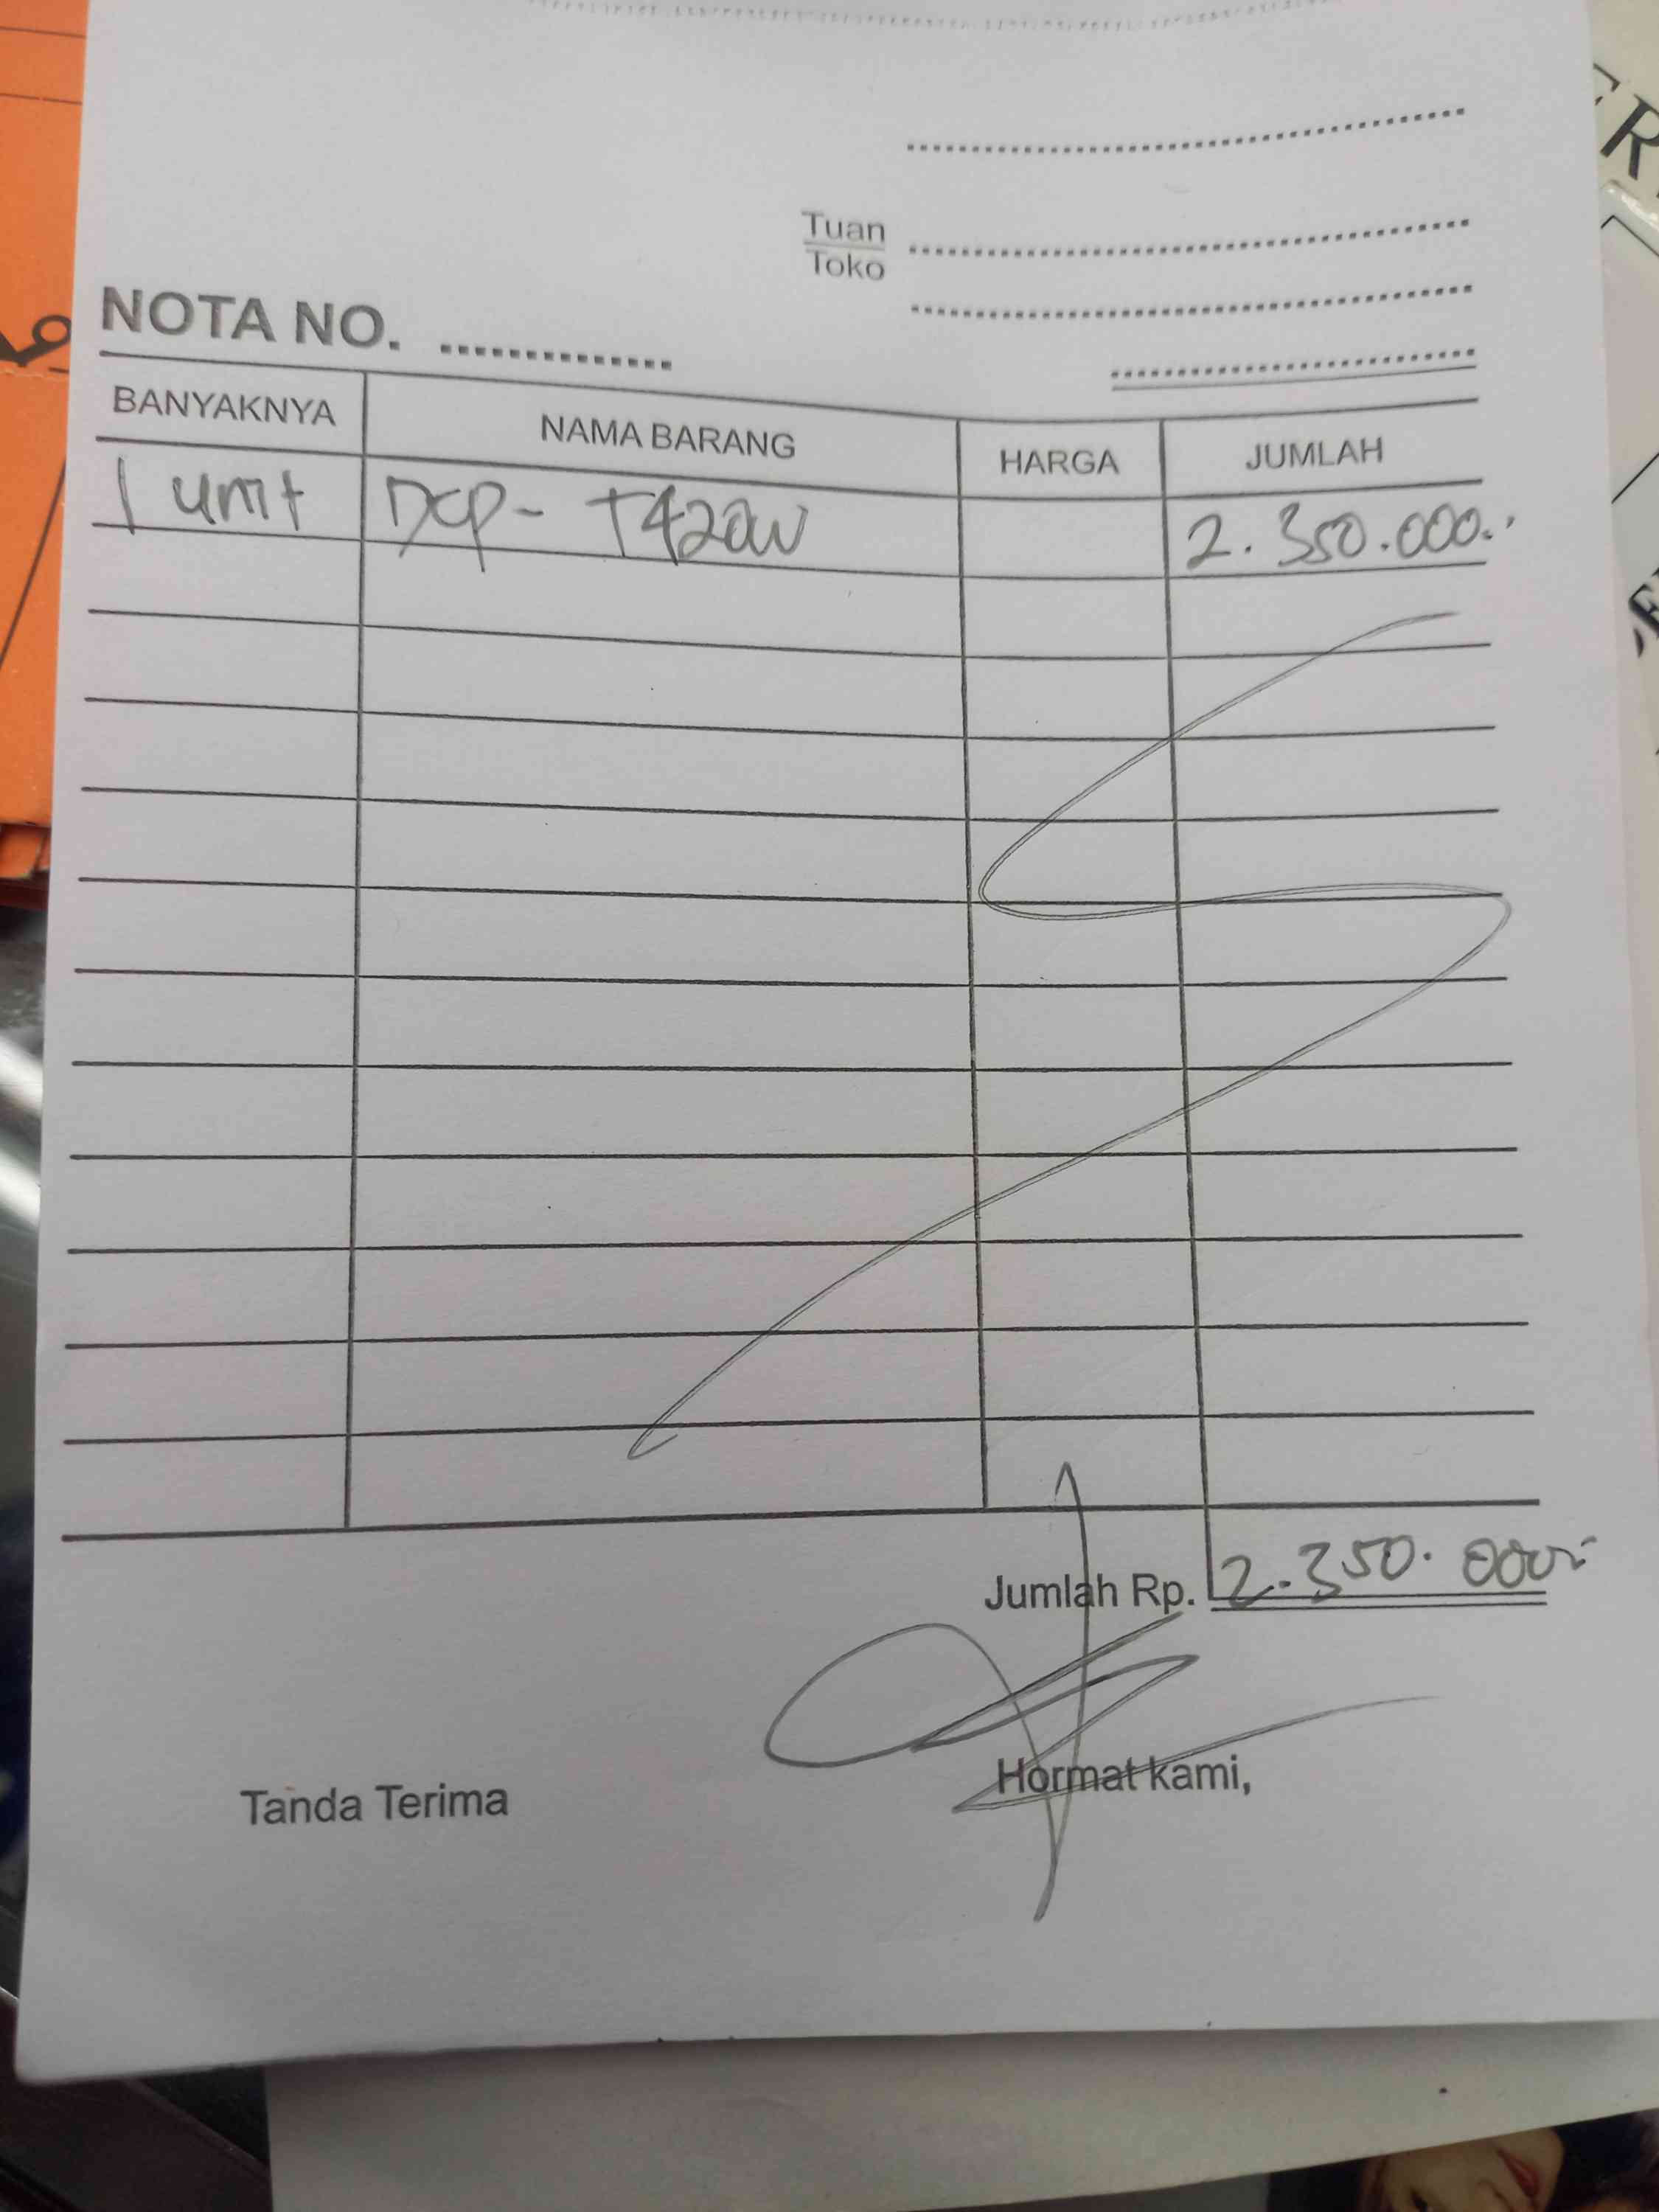 Tuan
Toko
NOTA NO. ..............
BANYAKNYA NAMA BARANG HARGA JUMLAH
1 unit DCP- T420W 2.350.000.-
Jumlah Rp. 2.350.000.-
Tanda Terima Hormat kami,